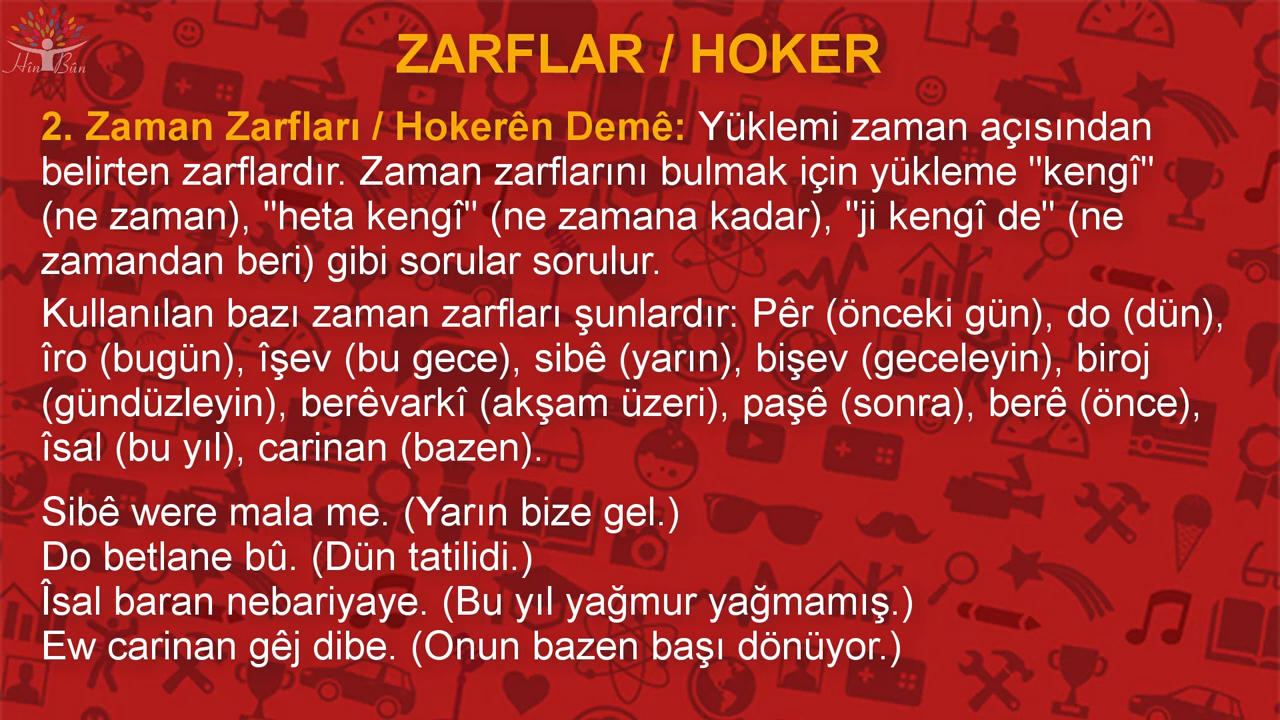 Hîn Bûn
ZARFLAR / HOKER
2. Zaman Zarfları / Hokerên Demê: Yüklemi zaman açısından
belirten zarflardır. Zaman zarflarını bulmak için yükleme "kengî"
(ne zaman), "heta kengî" (ne zamana kadar), "ji kengî de" (ne
zamandan beri) gibi sorular sorulur.
Kullanılan bazı zaman zarfları şunlardır: Pêr (önceki gün), do (dün),
îro (bugün), îşev (bu gece), sibê (yarın), bişev (geceleyin), biroj
(gündüzleyin), berêvarkî (akşam üzeri), paşê (sonra), berê (önce),
îsal (bu yıl), carinan (bazen).
Sibê were mala me. (Yarın bize gel.)
Do betlane bû. (Dün tatilidi.)
Îsal baran nebariyaye. (Bu yıl yağmur yağmamış.)
Ew carinan gêj dibe. (Onun bazen başı dönüyor.)